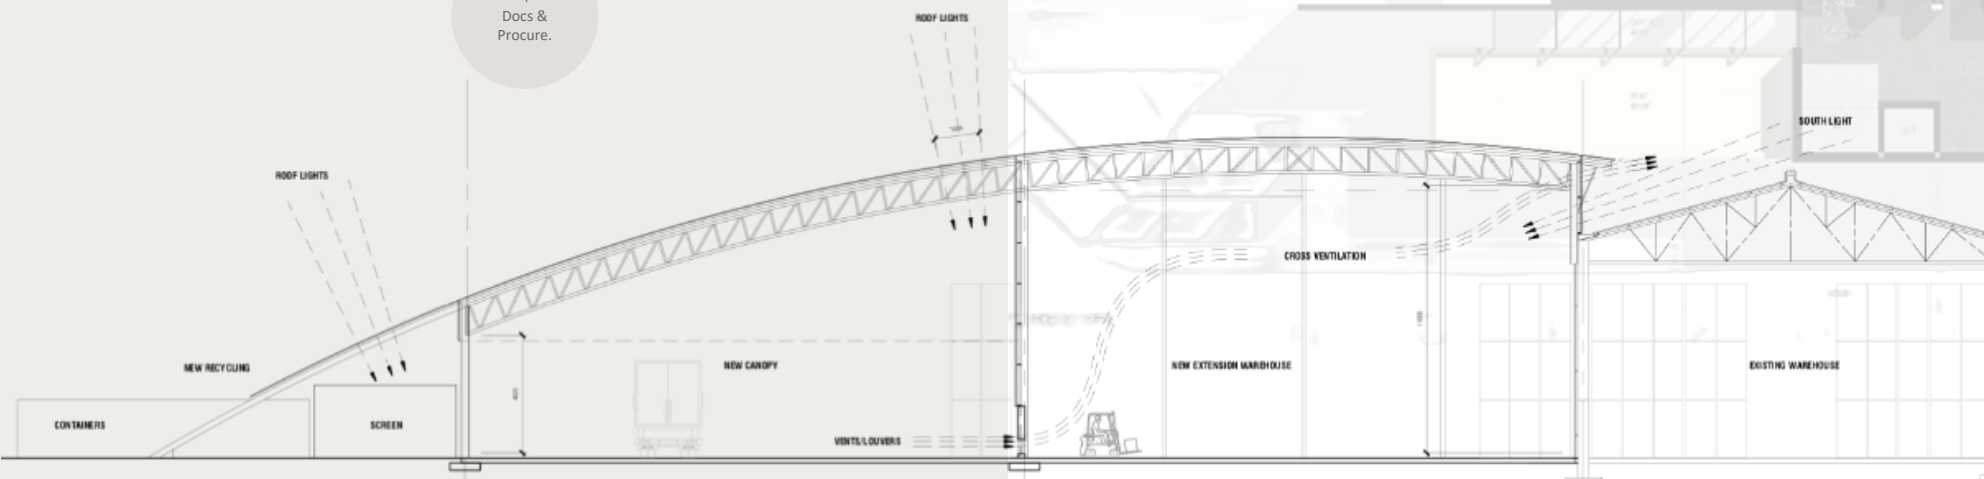 Docs &
Procure.
ROOF LIGHTS
SOUTH LIGHT
ROOF LIGHTS
CROSS VENTILATION
NEW RECYCLING
NEW CANOPY
NEW EXTENSION WAREHOUSE
EXISTING WAREHOUSE
CONTAINERS
SCREEN
VENTS/LOUVERS